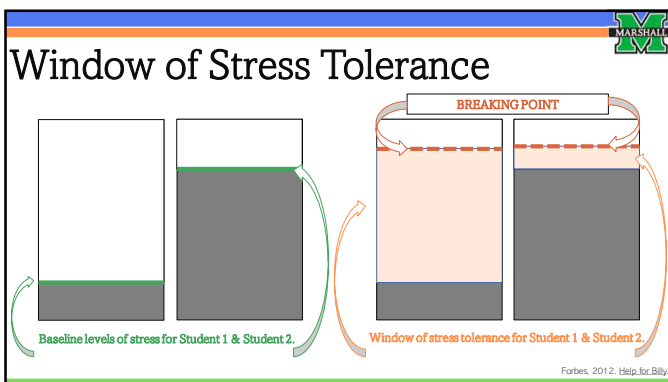 MARSHALL
Window of Stress Tolerance
BREAKING POINT
Baseline levels of stress for Student 1 & Student 2.
Window of stress tolerance for Student 1 & Student 2.
Forbes, 2012. Help for Billy